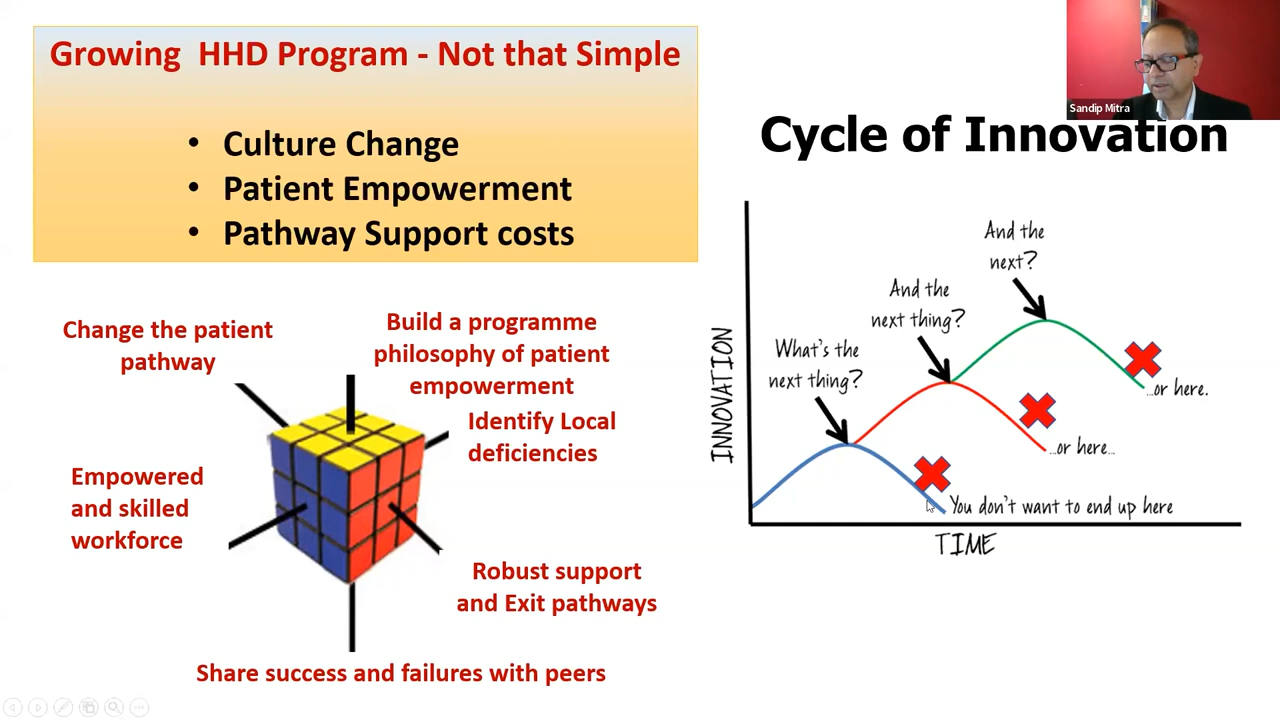 Growing HHD Program - Not that Simple
• Culture Change
• Patient Empowerment
• Pathway Support costs
Change the patient
pathway
Build a programme
philosophy of patient
empowerment
Identify Local
deficiencies
Empowered
and skilled
workforce
Robust support
and Exit pathways
Share success and failures with peers
Sandip Mitra
Cycle of Innovation
And the
next?
And the
next thing?
What's the
next thing?
INNOVATION
...or here.
...or here...
You don't want to end up here
TIME